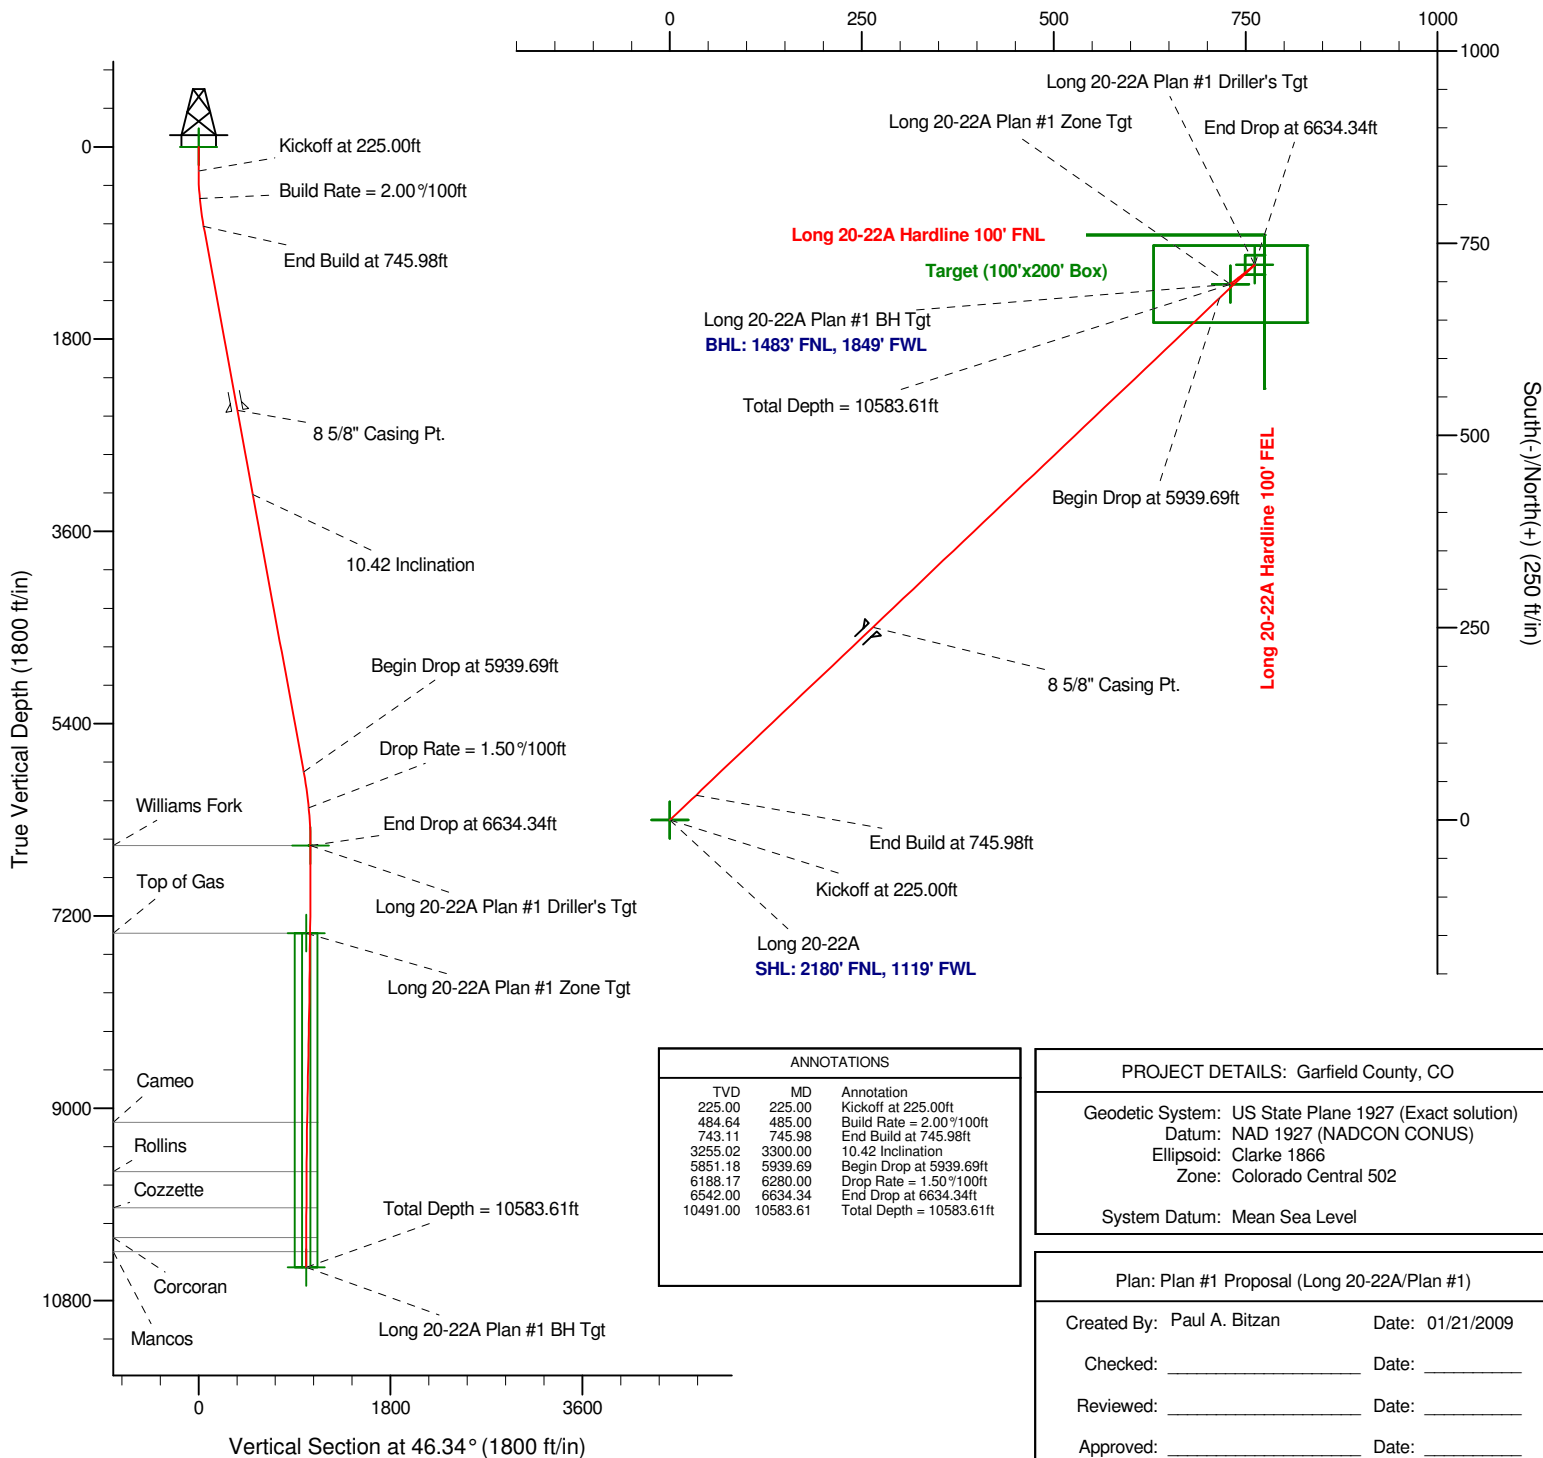 0 250 500 750 1000
1000
750
500
250
0
South(-)/North(+) (250 ft/in)
Long 20-22A Plan #1 Driller's Tgt
Long 20-22A Plan #1 Zone Tgt
End Drop at 6634.34ft
Long 20-22A Hardline 100' FNL
Target (100'x200' Box)
Long 20-22A Plan #1 BH Tgt
BHL: 1483' FNL, 1849' FWL
Total Depth = 10583.61ft
Begin Drop at 5939.69ft
Long 20-22A Hardline 100' FEL
8 5/8" Casing Pt.
End Build at 745.98ft
Kickoff at 225.00ft
Long 20-22A
SHL: 2180' FNL, 1119' FWL
True Vertical Depth (1800 ft/in)
0
1800
3600
5400
7200
9000
10800
Kickoff at 225.00ft
Build Rate = 2.00°/100ft
End Build at 745.98ft
8 5/8" Casing Pt.
10.42 Inclination
Begin Drop at 5939.69ft
Drop Rate = 1.50°/100ft
Williams Fork
End Drop at 6634.34ft
Top of Gas
Long 20-22A Plan #1 Driller's Tgt
Long 20-22A Plan #1 Zone Tgt
Cameo
Rollins
Cozzette
Total Depth = 10583.61ft
Corcoran
Mancos
Long 20-22A Plan #1 BH Tgt
0 1800 3600
Vertical Section at 46.34° (1800 ft/in)
ANNOTATIONS
TVD MD Annotation
225.00 225.00 Kickoff at 225.00ft
484.64 485.00 Build Rate = 2.00°/100ft
743.11 745.98 End Build at 745.98ft
3255.02 3300.00 10.42 Inclination
5851.18 5939.69 Begin Drop at 5939.69ft
6188.17 6280.00 Drop Rate = 1.50°/100ft
6542.00 6634.34 End Drop at 6634.34ft
10491.00 10583.61 Total Depth = 10583.61ft
PROJECT DETAILS: Garfield County, CO
Geodetic System: US State Plane 1927 (Exact solution)
Datum: NAD 1927 (NADCON CONUS)
Ellipsoid: Clarke 1866
Zone: Colorado Central 502
System Datum: Mean Sea Level
Plan: Plan #1 Proposal (Long 20-22A/Plan #1)
Created By: Paul A. Bitzan Date: 01/21/2009
Checked: Date:
Reviewed: Date:
Approved: Date: